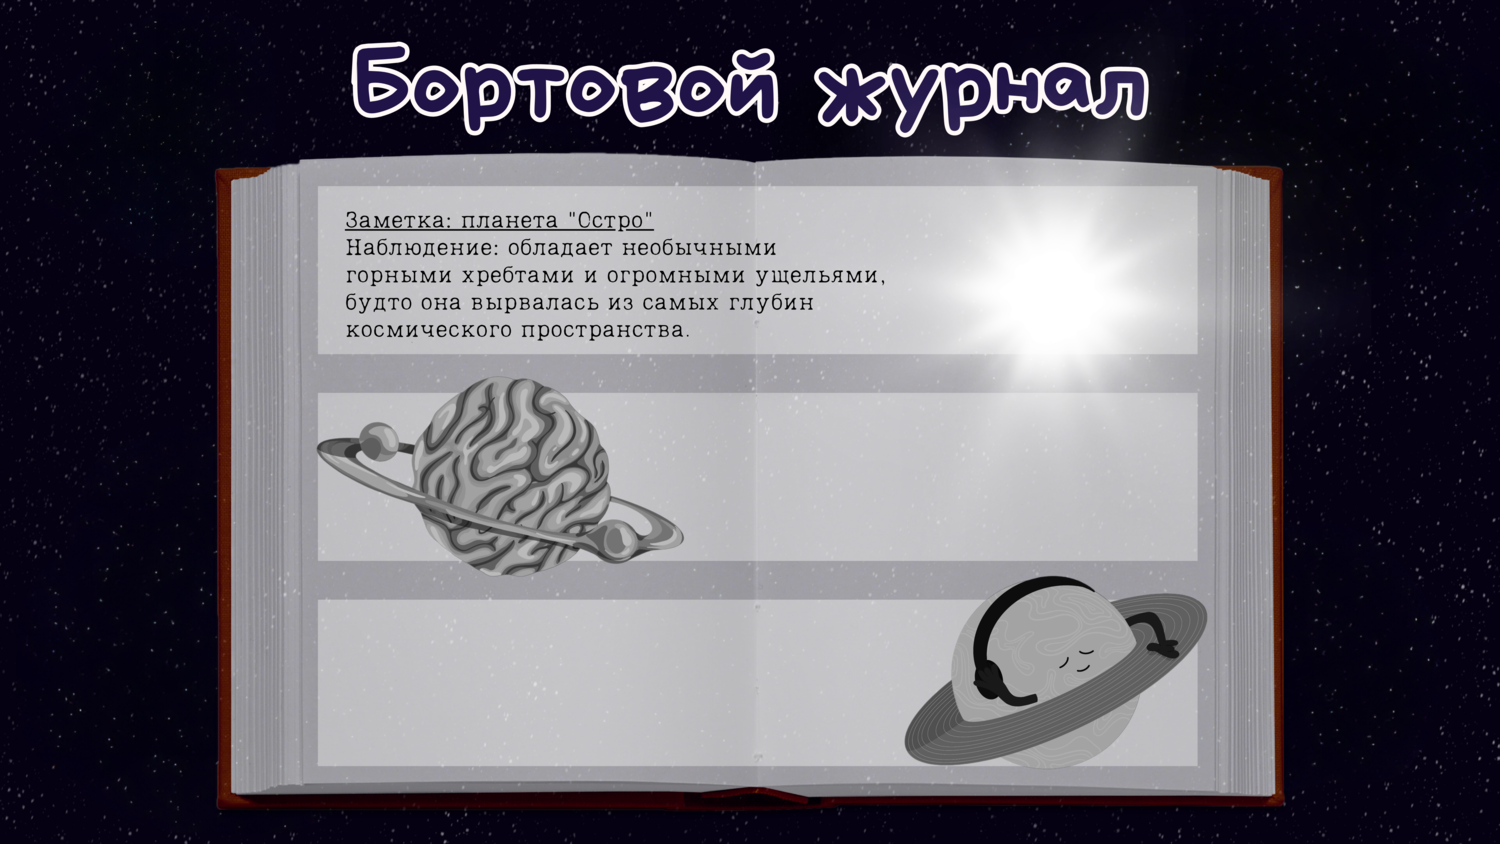 Бортовой журнал
Заметка: планета "Остро"
Наблюдение: обладает необычными
горными хребтами и огромными ущельями,
будто она вырвалась из самых глубин
космического пространства.